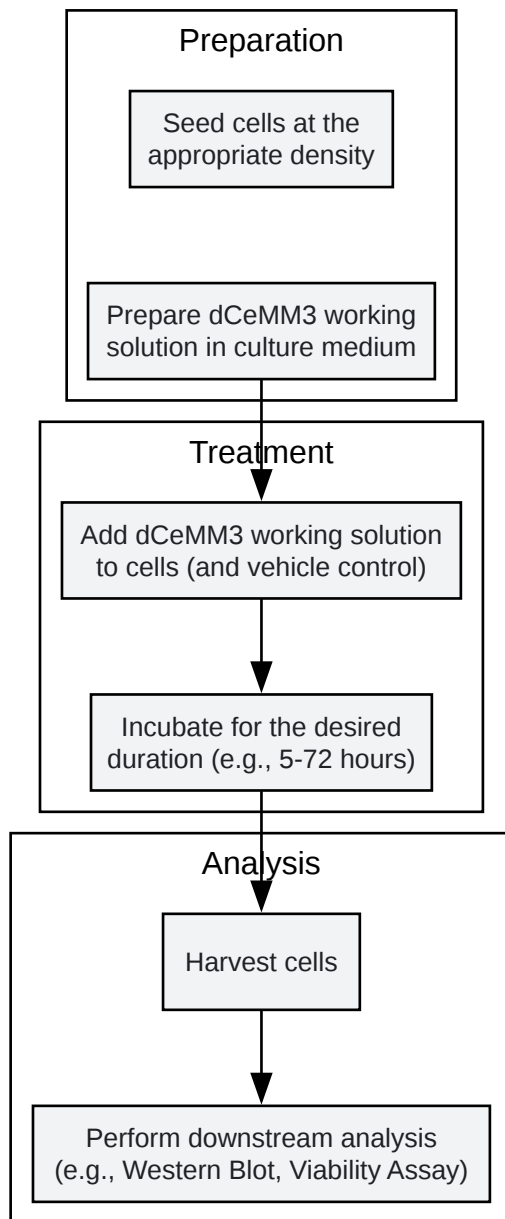 Preparation
Seed cells at the
appropriate density
Prepare dCeMM3 working
solution in culture medium
Treatment
Add dCeMM3 working solution
to cells (and vehicle control)
Incubate for the desired
duration (e.g., 5-72 hours)
Analysis
Harvest cells
Perform downstream analysis
(e.g., Western Blot, Viability Assay)